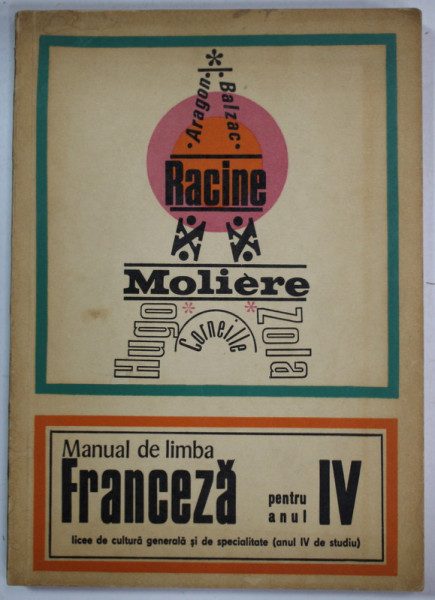 Aragon
Balzac
Racine
Molière
Hugo
Corneille
Zola
Manual de limba
Franceză
pentru
anul
IV
licee de cultură generală și de specialitate (anul IV de studiu)